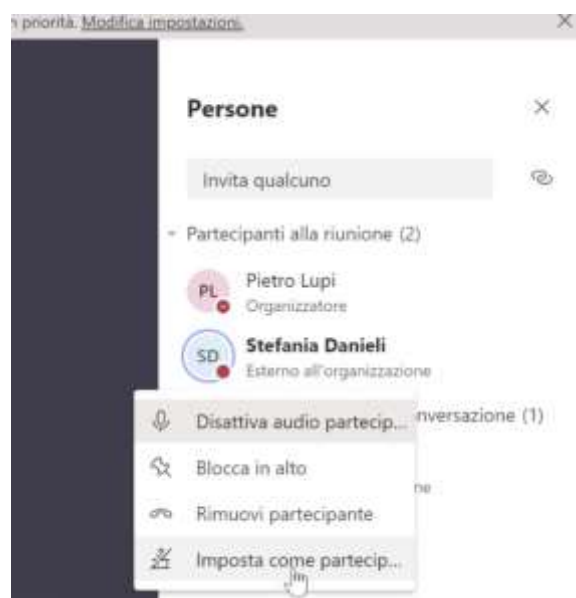 n priorità. Modifica impostazioni.
Persone
Invita qualcuno
Partecipanti alla riunione (2)
PL
Pietro Lupi
Organizzatore
SD
Stefania Danieli
Esterno all'organizzazione
nversazione (1)
ne
Disattiva audio partecip...
Blocca in alto
Rimuovi partecipante
Imposta come partecip...